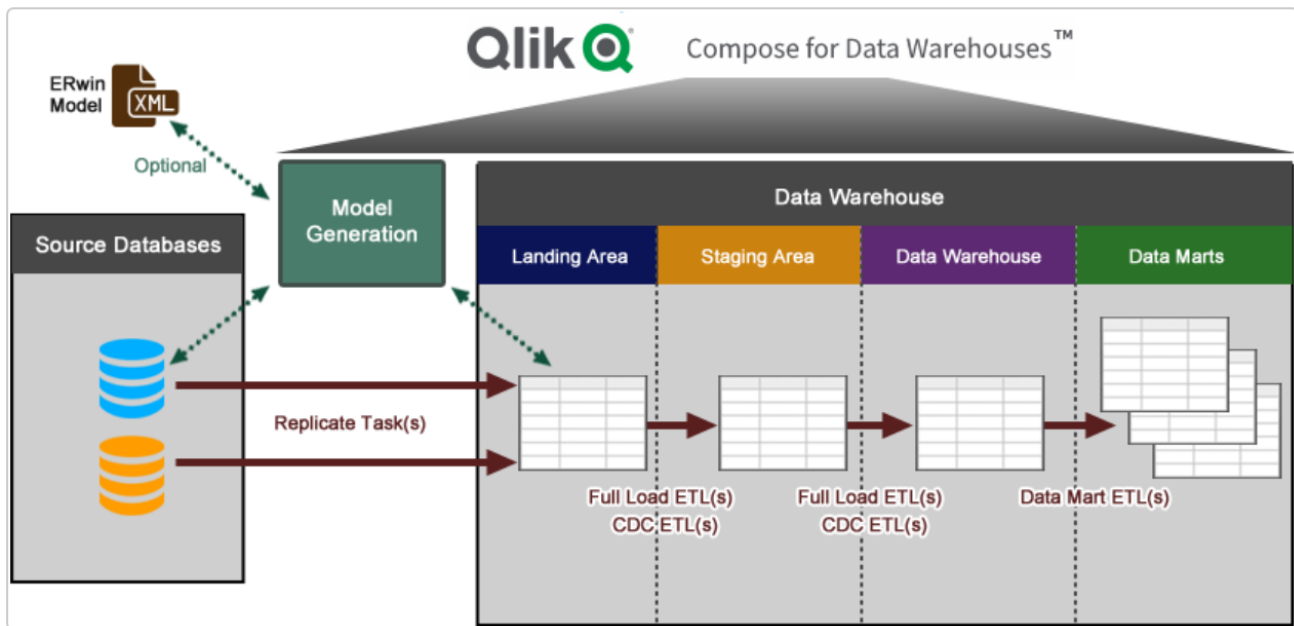 Qlik Compose for Data Warehouses™
ERwin
Model
XML
Optional
Model
Generation
Data Warehouse
Source Databases
Landing Area
Staging Area
Data Warehouse
Data Marts
Replicate Task(s)
Full Load ETL(s)
CDC ETL(s)
Full Load ETL(s)
CDC ETL(s)
Data Mart ETL(s)